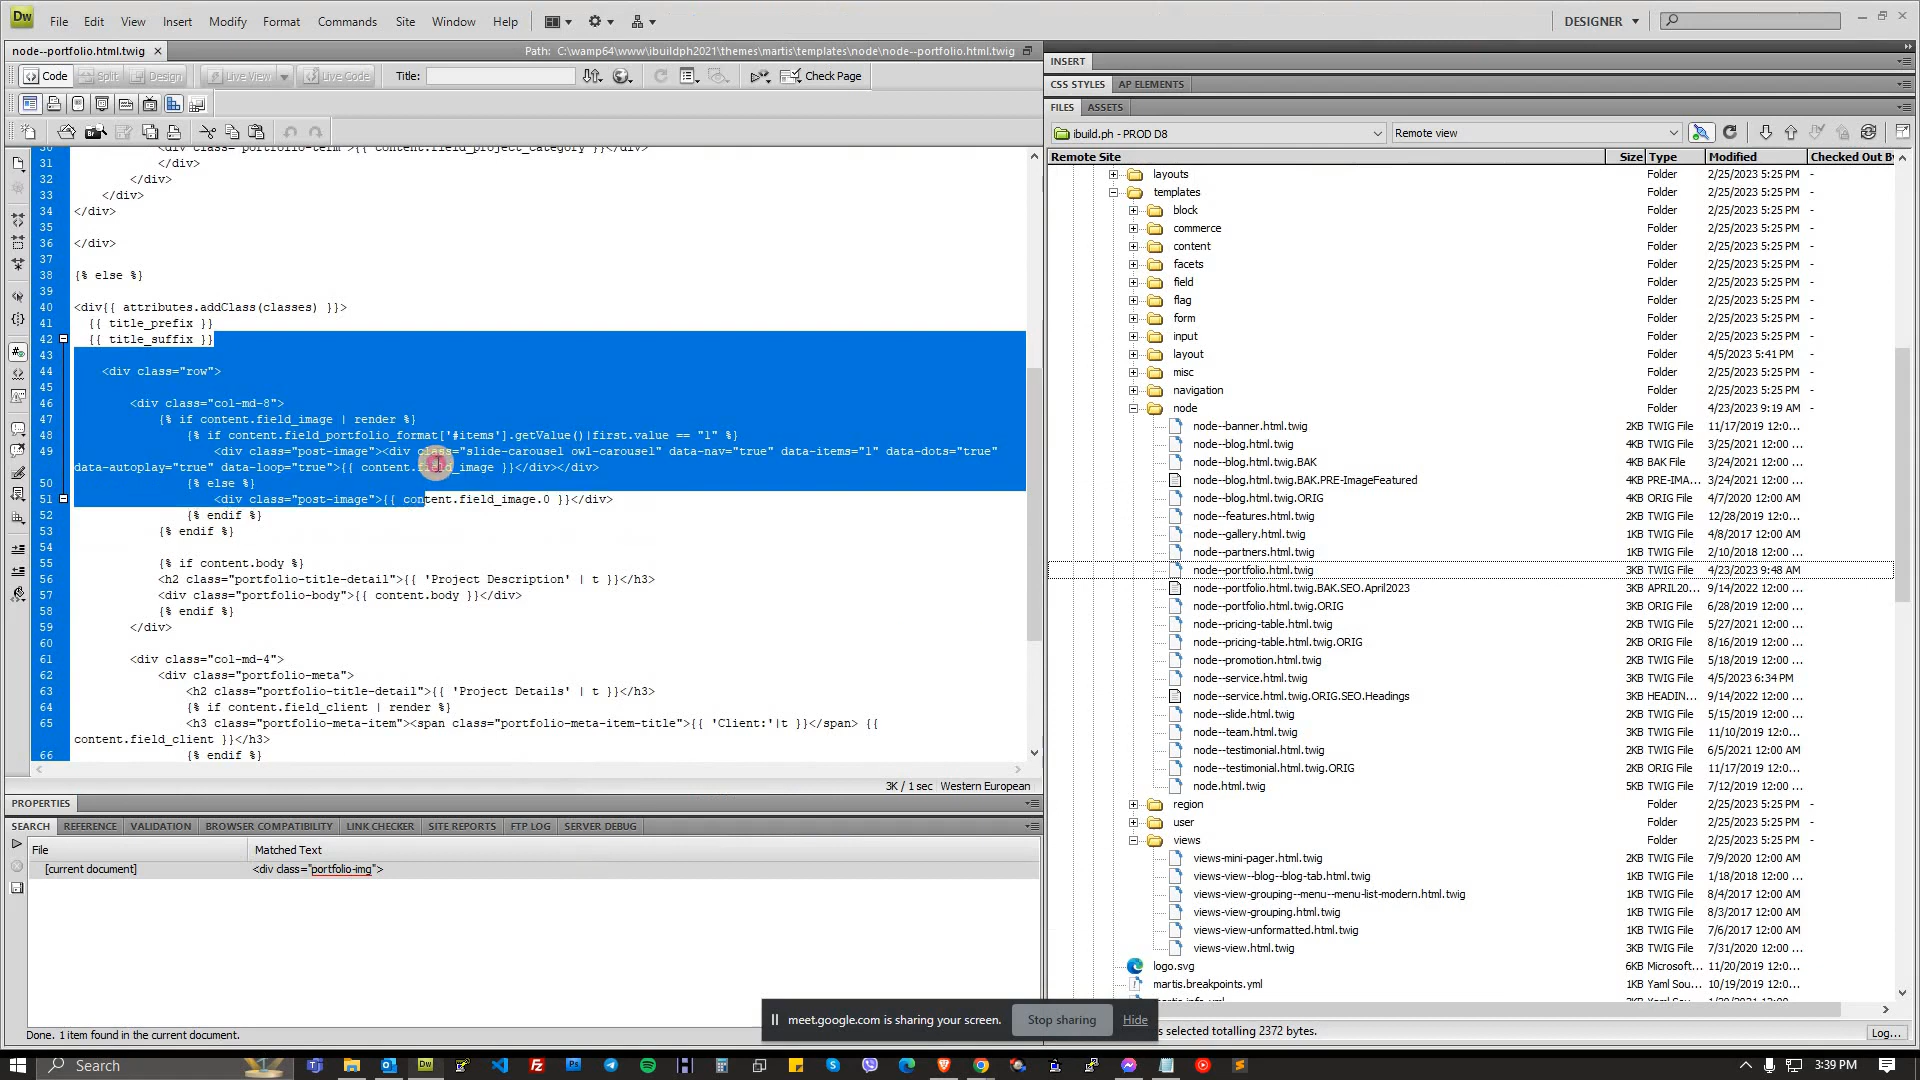 Dw File Edit View Insert Modify Format Commands Site Window Help DESIGNER
node--portfolio.html.twig Path: C:\wamp64\www\ibuildph2021\themes\martis\templates\node\node--portfolio.html.twig
Code Split Design Live View Live Code Title: Check Page
30 <div class="portfolio-term">{{ content.field_project_category }}</div>
31 </div>
32 </div>
33 </div>
34 </div>
35
36 </div>
37
38 {% else %}
39
40 <div{{ attributes.addClass(classes) }}>
41 {{ title_prefix }}
42 {{ title_suffix }}
43
44 <div class="row">
45
46 <div class="col-md-8">
47 {% if content.field_image | render %}
48 {% if content.field_portfolio_format['#items'].getValue()|first.value == "1" %}
49 <div class="post-image"><div class="slide-carousel owl-carousel" data-nav="true" data-items="1" data-dots="true"
data-autoplay="true" data-loop="true">{{ content.field_image }}</div></div>
50 {% else %}
51 <div class="post-image">{{ content.field_image.0 }}</div>
52 {% endif %}
53 {% endif %}
54
55 {% if content.body %}
56 <h2 class="portfolio-title-detail">{{ 'Project Description' | t }}</h3>
57 <div class="portfolio-body">{{ content.body }}</div>
58 {% endif %}
59 </div>
60
61 <div class="col-md-4">
62 <div class="portfolio-meta">
63 <h2 class="portfolio-title-detail">{{ 'Project Details' | t }}</h3>
64 {% if content.field_client | render %}
65 <h3 class="portfolio-meta-item"><span class="portfolio-meta-item-title">{{ 'Client:'|t }}</span> {{
content.field_client }}</h3>
66 {% endif %}
3K / 1 sec Western European
PROPERTIES
SEARCH REFERENCE VALIDATION BROWSER COMPATIBILITY LINK CHECKER SITE REPORTS FTP LOG SERVER DEBUG
File Matched Text
[current document] <div class="portfolio-img">
Done. 1 item found in the current document.
INSERT
CSS STYLES AP ELEMENTS
FILES ASSETS
ibuild.ph - PROD D8 Remote view
Remote Site Size Type Modified Checked Out By
layouts Folder 2/25/2023 5:25 PM -
templates Folder 2/25/2023 5:25 PM -
block Folder 2/25/2023 5:25 PM -
commerce Folder 2/25/2023 5:25 PM -
content Folder 2/25/2023 5:25 PM -
facets Folder 2/25/2023 5:25 PM -
field Folder 2/25/2023 5:25 PM -
flag Folder 2/25/2023 5:25 PM -
form Folder 2/25/2023 5:25 PM -
input Folder 2/25/2023 5:25 PM -
layout Folder 4/5/2023 5:41 PM -
misc Folder 2/25/2023 5:25 PM -
navigation Folder 2/25/2023 5:25 PM -
node Folder 4/23/2023 9:19 AM -
node--banner.html.twig 2KB TWIG File 11/17/2019 12:0...
node--blog.html.twig 4KB TWIG File 3/24/2021 12:00 ...
node--blog.html.twig.BAK 4KB BAK File 3/24/2021 12:00 ...
node--blog.html.twig.BAK.PRE-ImageFeatured 4KB PRE-IMA... 3/24/2021 12:00 ...
node--blog.html.twig.ORIG 4KB ORIG File 4/7/2020 12:00 ...
node--features.html.twig 2KB TWIG File 12/28/2019 12:0...
node--gallery.html.twig 1KB TWIG File 4/8/2017 12:00 AM
node--partners.html.twig 1KB TWIG File 2/10/2018 12:00 ...
node--portfolio.html.twig 3KB TWIG File 4/23/2023 9:48 AM
node--portfolio.html.twig.BAK.SEO.April2023 3KB APRIL20... 9/14/2022 12:00 ...
node--portfolio.html.twig.ORIG 3KB ORIG File 6/28/2019 12:00 ...
node--pricing-table.html.twig 2KB TWIG File 5/27/2021 12:00 ...
node--pricing-table.html.twig.ORIG 2KB ORIG File 8/16/2019 12:00 ...
node--promotion.html.twig 2KB TWIG File 5/18/2019 12:00 ...
node--service.html.twig 3KB TWIG File 4/5/2023 6:34 PM
node--service.html.twig.ORIG.SEO.Headings 3KB HEADIN... 9/14/2022 12:00 ...
node--slide.html.twig 2KB TWIG File 5/15/2019 12:00 ...
node--team.html.twig 3KB TWIG File 11/10/2019 12:0...
node--testimonial.html.twig 2KB TWIG File 6/5/2021 12:00 AM
node--testimonial.html.twig.ORIG 2KB ORIG File 11/17/2019 12:0...
node.html.twig 5KB TWIG File 7/12/2019 12:00 ...
region Folder 2/25/2023 5:25 PM -
user Folder 2/25/2023 5:25 PM -
views Folder 2/25/2023 5:25 PM -
views-mini-pager.html.twig 2KB TWIG File 7/9/2020 12:00 AM
views-view--blog--blog-tab.html.twig 1KB TWIG File 1/18/2018 12:00 ...
views-view-grouping--menu--menu-list-modern.html.twig 1KB TWIG File 8/4/2017 12:00 AM
views-view-grouping.html.twig 1KB TWIG File 8/3/2017 12:00 AM
views-view-unformatted.html.twig 1KB TWIG File 7/6/2017 12:00 AM
views-view.html.twig 3KB TWIG File 7/31/2020 12:00 ...
logo.svg 6KB Microsoft... 11/20/2019 12:0...
martis.breakpoints.yml 1KB Yaml Sou... 10/19/2019 12:0...
s selected totalling 2372 bytes. Log...
meet.google.com is sharing your screen. Stop sharing Hide
Search 3:39 PM